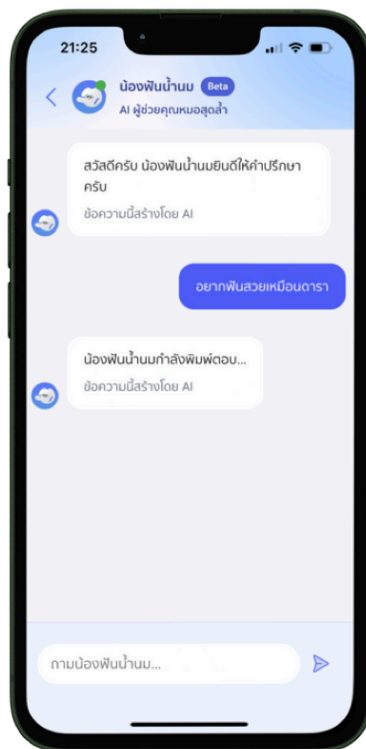 21:25
น้องฟันน้ำนม Beta
AI ผู้ช่วยคุณหมอสุดล้ำ
สวัสดีครับ น้องฟันน้ำนมยินดีให้คำปรึกษา
ครับ
ข้อความนี้สร้างโดย AI
อยากฟันสวยเหมือนดารา
น้องฟันน้ำนมกำลังพิมพ์ตอบ...
ข้อความนี้สร้างโดย AI
ถามน้องฟันน้ำนม...